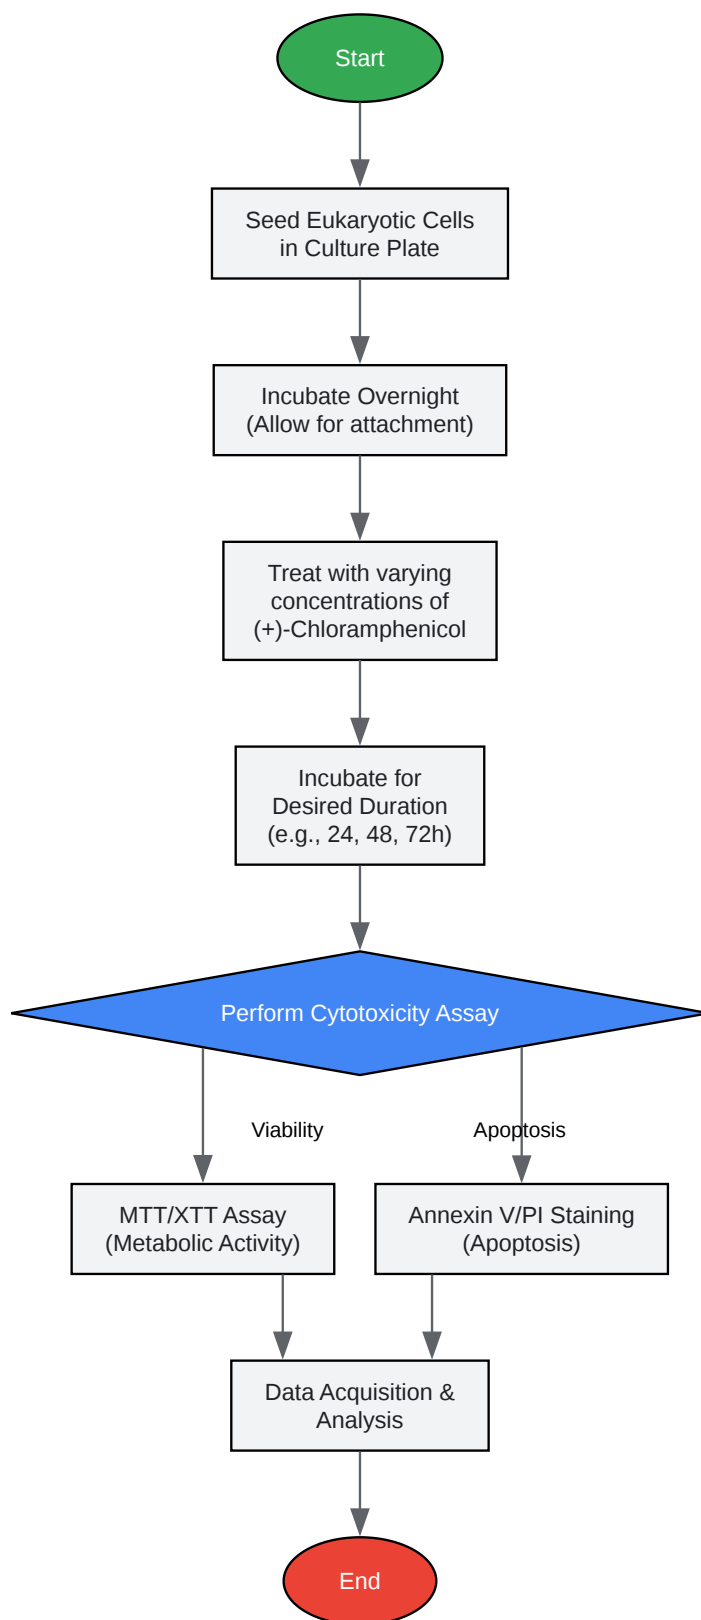 Start
Seed Eukaryotic Cells
in Culture Plate
Incubate Overnight
(Allow for attachment)
Treat with varying
concentrations of
(+)-Chloramphenicol
Incubate for
Desired Duration
(e.g., 24, 48, 72h)
Perform Cytotoxicity Assay
Viability
Apoptosis
MTT/XTT Assay
(Metabolic Activity)
Annexin V/PI Staining
(Apoptosis)
Data Acquisition &
Analysis
End